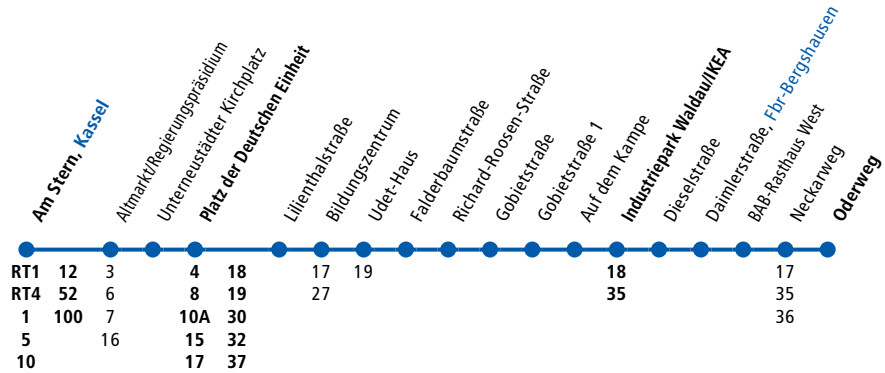 Am Stern, Kassel
Altmarkt/Regierungspräsidium
Unterneustädter Kirchplatz
Platz der Deutschen Einheit
Lilienthalstraße
Bildungszentrum
Udet-Haus
Falderbaumstraße
Richard-Roosen-Straße
Gobietstraße
Gobietstraße 1
Auf dem Kampe
Industriepark Waldau/IKEA
Dieselstraße
Daimlerstraße, Fbr-Bergshausen
BAB-Rasthaus West
Neckarweg
Oderweg
RT1 12 3 4 18 17 19 18 17
RT4 52 6 8 19 27 35 35
1 100 7 10A 30 36
5 16 15 32
10 17 37